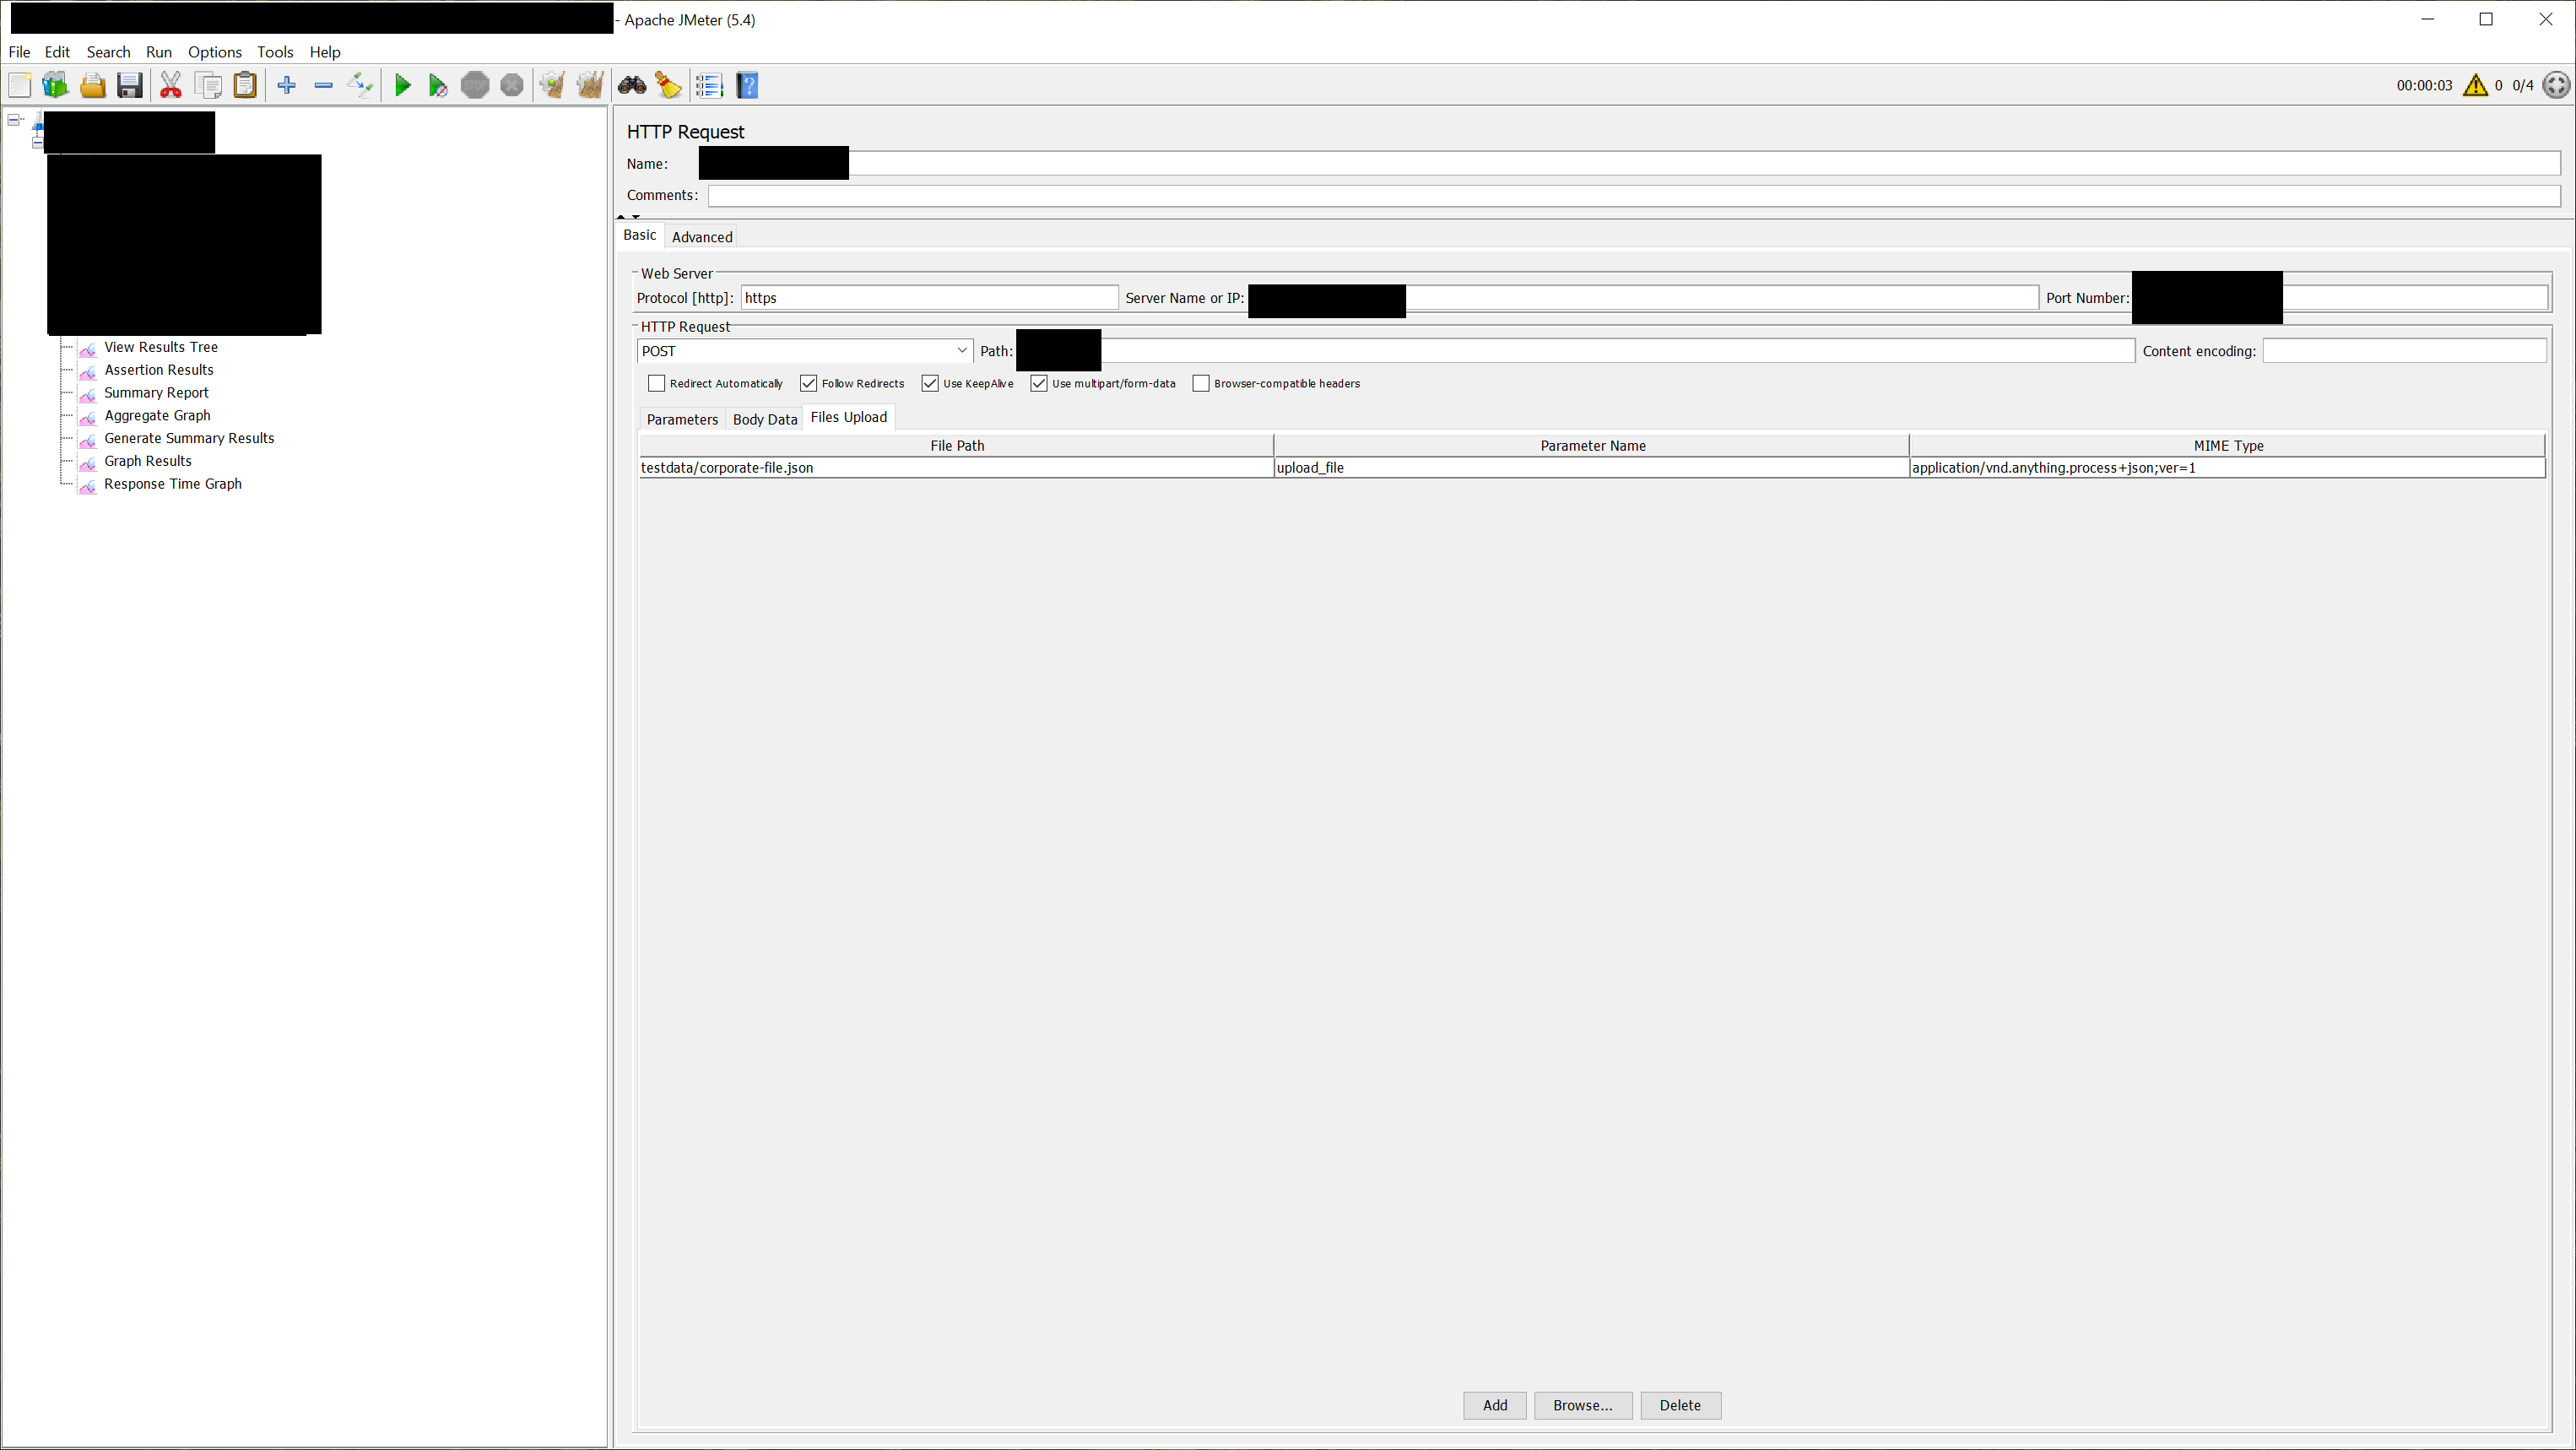 - Apache JMeter (5.4)
File Edit Search Run Options Tools Help
STOP
00:00:03 0 0/4
HTTP Request
Name:
Comments:
Basic Advanced
Web Server
Protocol [http]: https Server Name or IP: Port Number:
HTTP Request
POST Path: Content encoding:
Redirect Automatically Follow Redirects Use KeepAlive Use multipart/form-data Browser-compatible headers
Parameters Body Data Files Upload
File Path Parameter Name MIME Type
testdata/corporate-file.json upload_file application/vnd.anything.process+json;ver=1
View Results Tree
Assertion Results
Summary Report
Aggregate Graph
Generate Summary Results
Graph Results
Response Time Graph
Add Browse... Delete